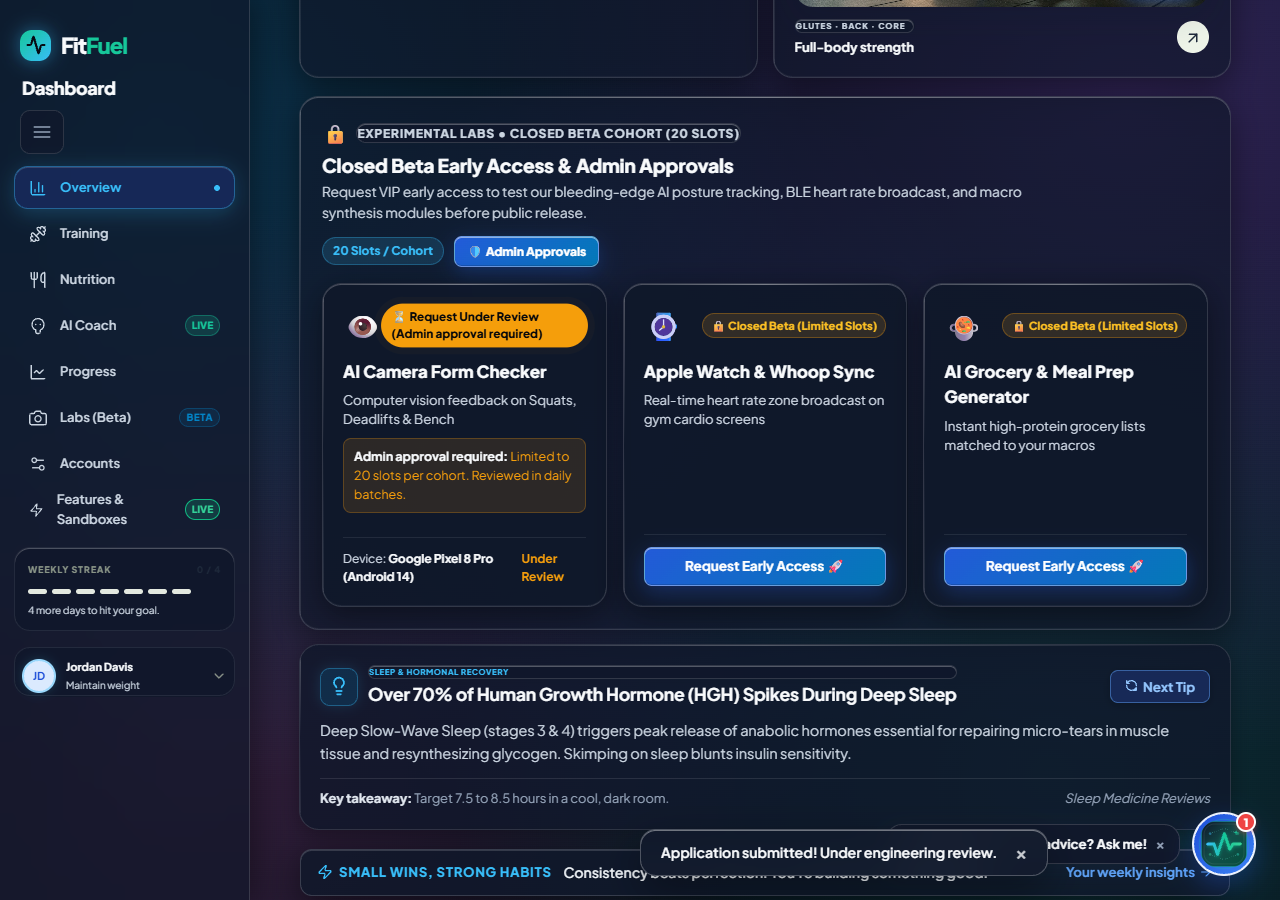 FitFuel
Dashboard
Overview
Training
Nutrition
AI Coach
LIVE
Progress
Labs (Beta)
BETA
Accounts
Features &
Sandboxes
LIVE
WEEKLY STREAK
0 / 4
4 more days to hit your goal.
JD
Jordan Davis
Maintain weight
GLUTES · BACK · CORE
Full-body strength
EXPERIMENTAL LABS ● CLOSED BETA COHORT (20 SLOTS)
Closed Beta Early Access & Admin Approvals
Request VIP early access to test our bleeding-edge AI posture tracking, BLE heart rate broadcast, and macro
synthesis modules before public release.
20 Slots / Cohort
Admin Approvals
Request Under Review
(Admin approval required)
AI Camera Form Checker
Computer vision feedback on Squats,
Deadlifts & Bench
Admin approval required: Limited to
20 slots per cohort. Reviewed in daily
batches.
Device: Google Pixel 8 Pro
(Android 14)
Under
Review
Closed Beta (Limited Slots)
Apple Watch & Whoop Sync
Real-time heart rate zone broadcast on
gym cardio screens
Request Early Access 🚀
Closed Beta (Limited Slots)
AI Grocery & Meal Prep
Generator
Instant high-protein grocery lists
matched to your macros
Request Early Access 🚀
SLEEP & HORMONAL RECOVERY
Over 70% of Human Growth Hormone (HGH) Spikes During Deep Sleep
Next Tip
Deep Slow-Wave Sleep (stages 3 & 4) triggers peak release of anabolic hormones essential for repairing micro-tears in muscle
tissue and resynthesizing glycogen. Skimping on sleep blunts insulin sensitivity.
Key takeaway: Target 7.5 to 8.5 hours in a cool, dark room.
Sleep Medicine Reviews
Application submitted! Under engineering review. ×
advice? Ask me! ×
1
SMALL WINS, STRONG HABITS
Consistency beats perfection. You're building something good.
Your weekly insights →